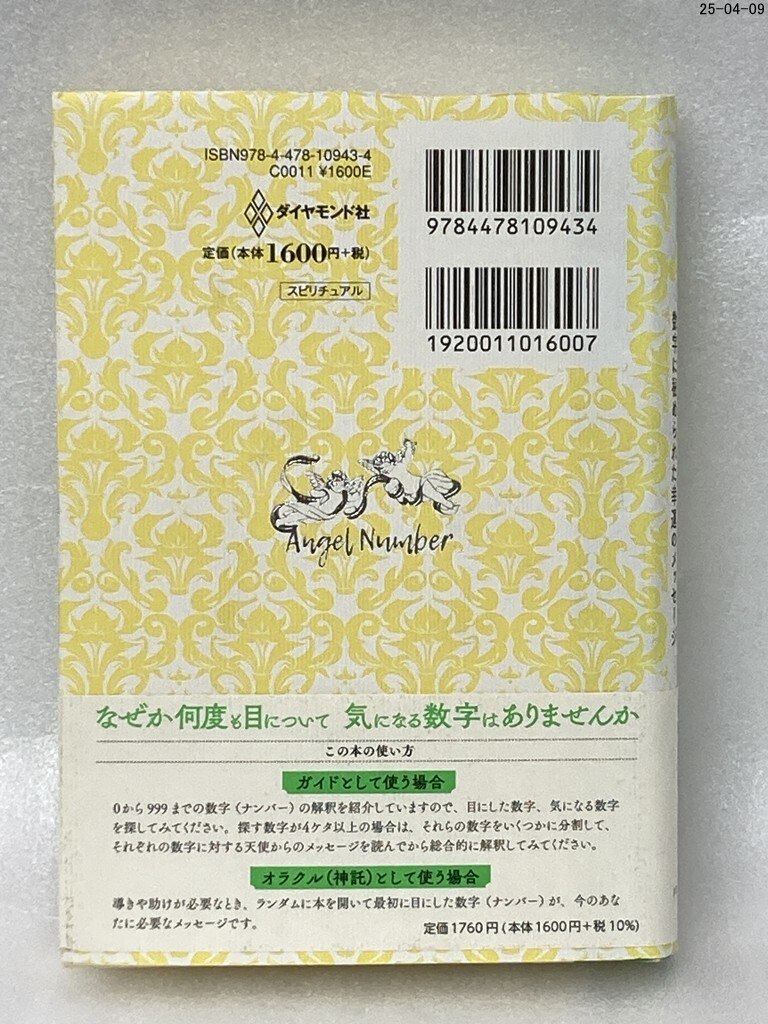 25-04-09
ISBN978-4-478-10943-4
C0011 ¥1600E
ダイヤモンド社
定価(本体1600円+税)
スピリチュアル
9784478109434
1920011016007
Angel Number
なぜか何度も目について 気になる数字はありませんか
この本の使い方
ガイドとして使う場合
0から999までの数字(ナンバー)の解釈を紹介していますので、目にした数字、気になる数字
を探してみてください。探す数字が4ケタ以上の場合は、それらの数字をいくつかに分割して、
それぞれの数字に対する天使からのメッセージを読んでから総合的に解釈してみてください。
オラクル(神託)として使う場合
導きや助けが必要なとき、ランダムに本を開いて最初に目にした数字(ナンバー)が、今のあな
たに必要なメッセージです。
定価1760円(本体1600円+税10%)